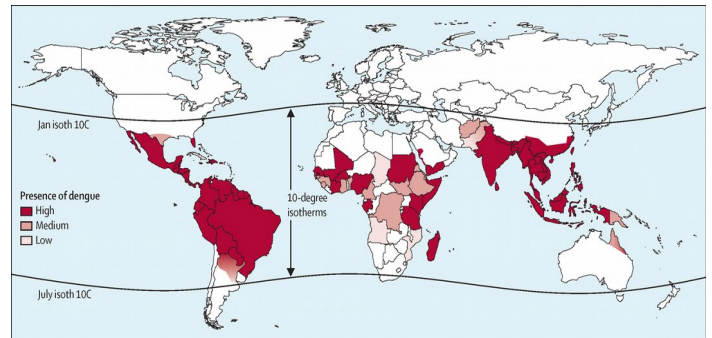 Jan isoth 10C
Presence of dengue
High
Medium
Low
10-degree
isotherms
July isoth 10C